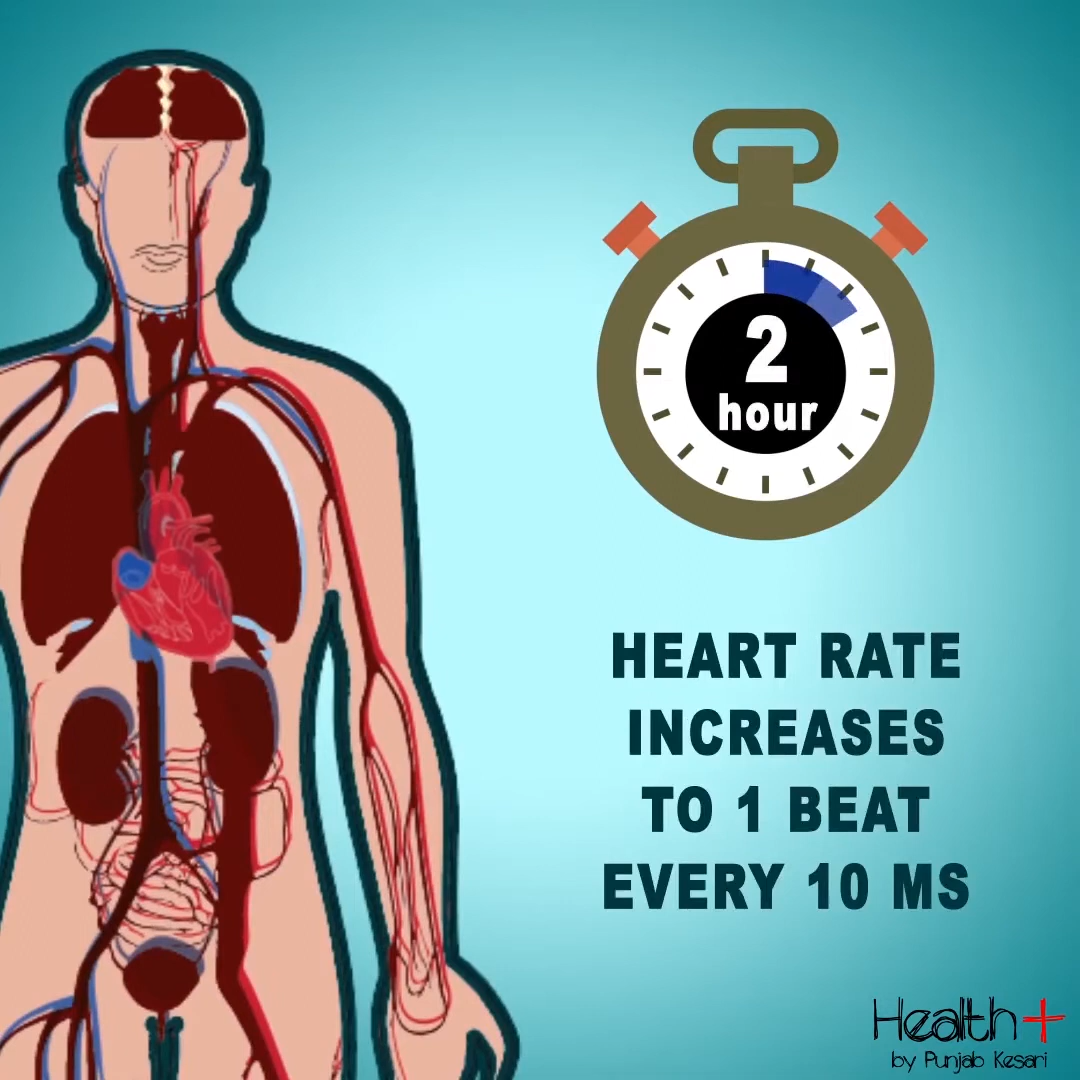 2
hour
HEART RATE
INCREASES
TO 1 BEAT
EVERY 10 MS
Health+
by Punjab Kesari